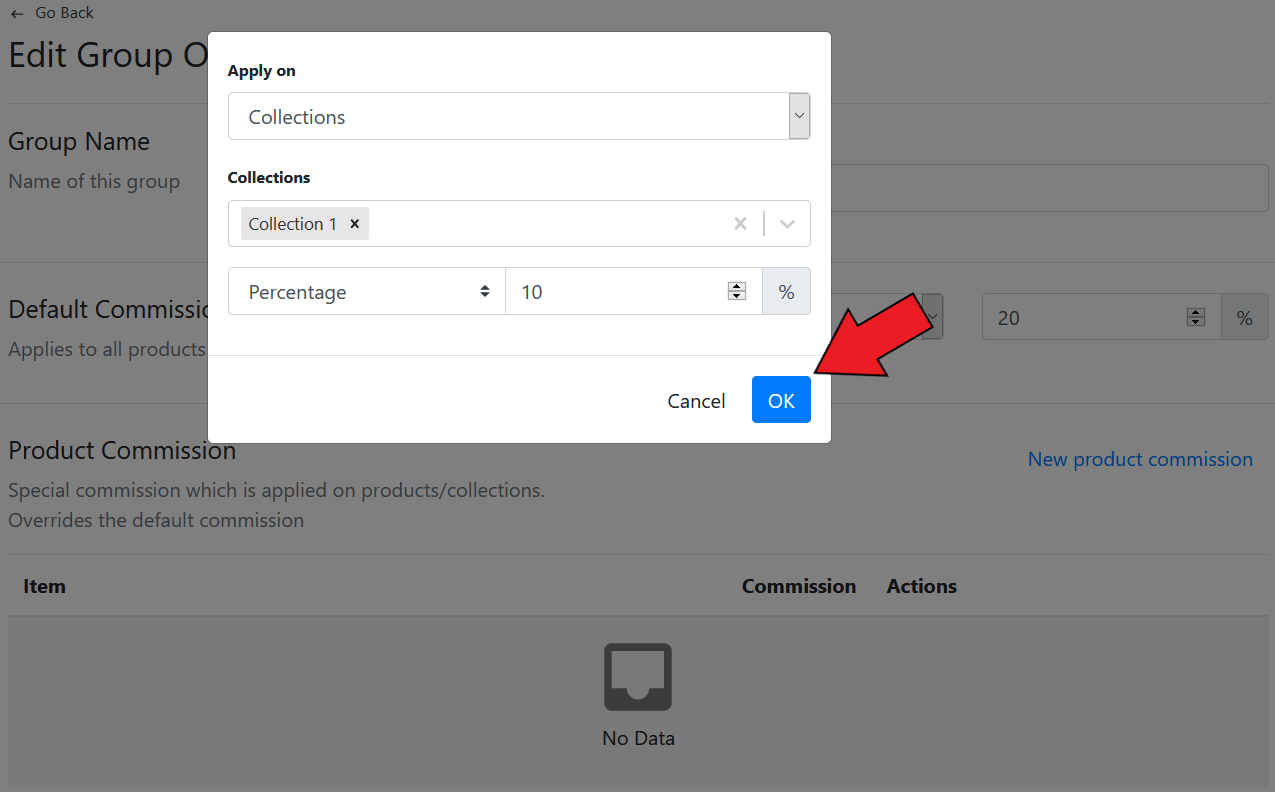 ← Go Back
Edit Group O
Apply on
Collections
Group Name
Name of this group
Collections
Collection 1 ×
Percentage 10 %
Default Commissio
20 %
Applies to all products
Cancel OK
Product Commission
New product commission
Special commission which is applied on products/collections.
Overrides the default commission
Item Commission Actions
No Data